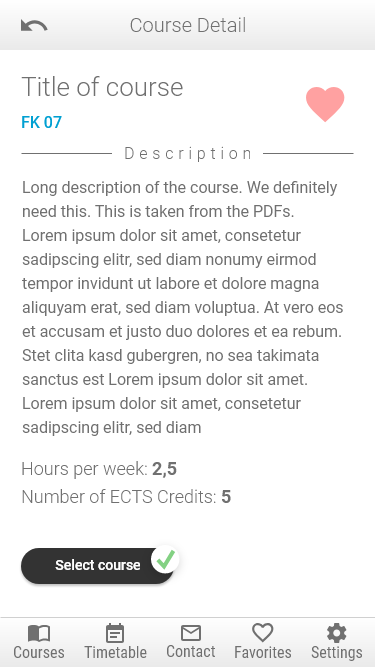 Course Detail
Title of course
FK 07
Description
Long description of the course. We definitely
need this. This is taken from the PDFs.
Lorem ipsum dolor sit amet, consetetur
sadipscing elitr, sed diam nonumy eirmod
tempor invidunt ut labore et dolore magna
aliquyam erat, sed diam voluptua. At vero eos
et accusam et justo duo dolores et ea rebum.
Stet clita kasd gubergren, no sea takimata
sanctus est Lorem ipsum dolor sit amet.
Lorem ipsum dolor sit amet, consetetur
sadipscing elitr, sed diam
Hours per week: 2,5
Number of ECTS Credits: 5
Select course
Courses Timetable Contact Favorites Settings